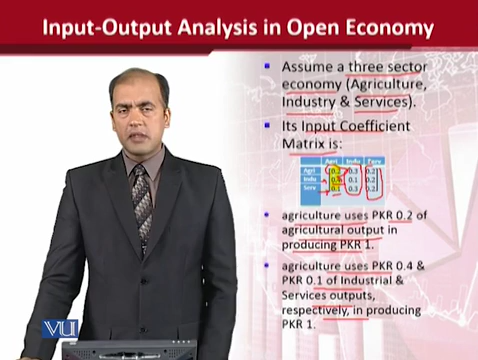 Input-Output Analysis in Open Economy
Assume a three sector
economy (Agriculture,
Industry & Services).
Its Input Coefficient
Matrix is:
Agri Indu Serv
Agri 0.2 0.3 0.2
Indu 0.1 0.2
Serv 0.1 0.3 0.2
agriculture uses PKR 0.2 of
agricultural output in
producing PKR 1.
agriculture uses PKR 0.4 &
PKR 0.1 of Industrial &
Services outputs,
respectively, in producing
PKR 1.
VU